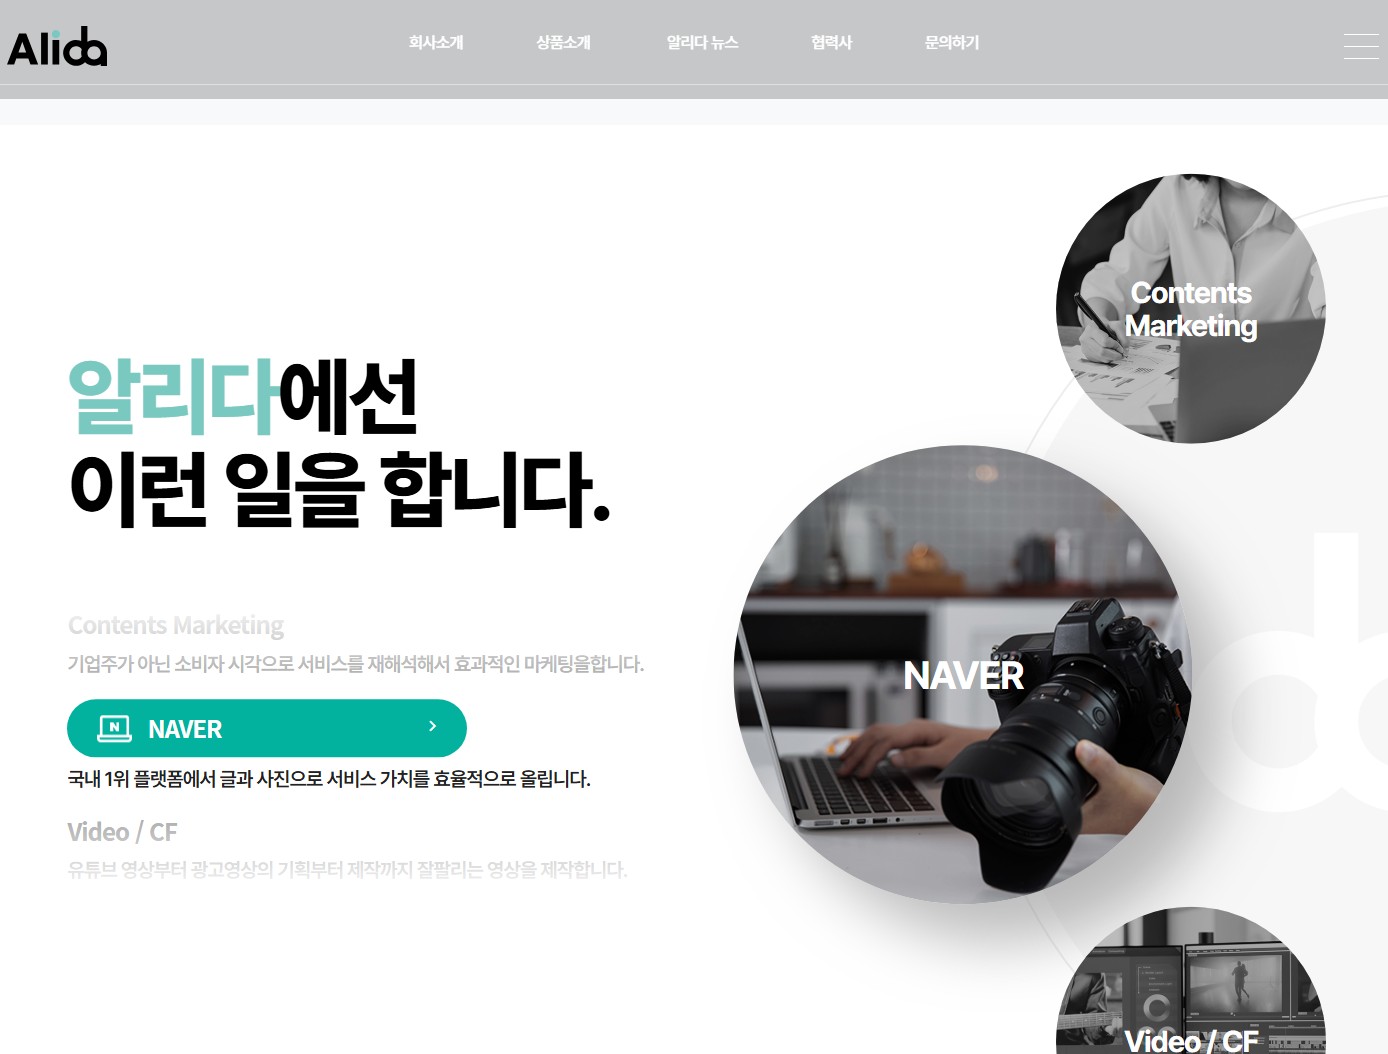 Alida
회사소개
상품소개
알리다 뉴스
협력사
문의하기
알리다에선
이런 일을 합니다.
Contents Marketing
기업주가 아닌 소비자 시각으로 서비스를 재해석해서 효과적인 마케팅을합니다.
N NAVER
국내 1위 플랫폼에서 글과 사진으로 서비스 가치를 효율적으로 올립니다.
Video / CF
유튜브 영상부터 광고영상의 기획부터 제작까지 잘팔리는 영상을 제작합니다.
Contents
Marketing
NAVER
Video / CF